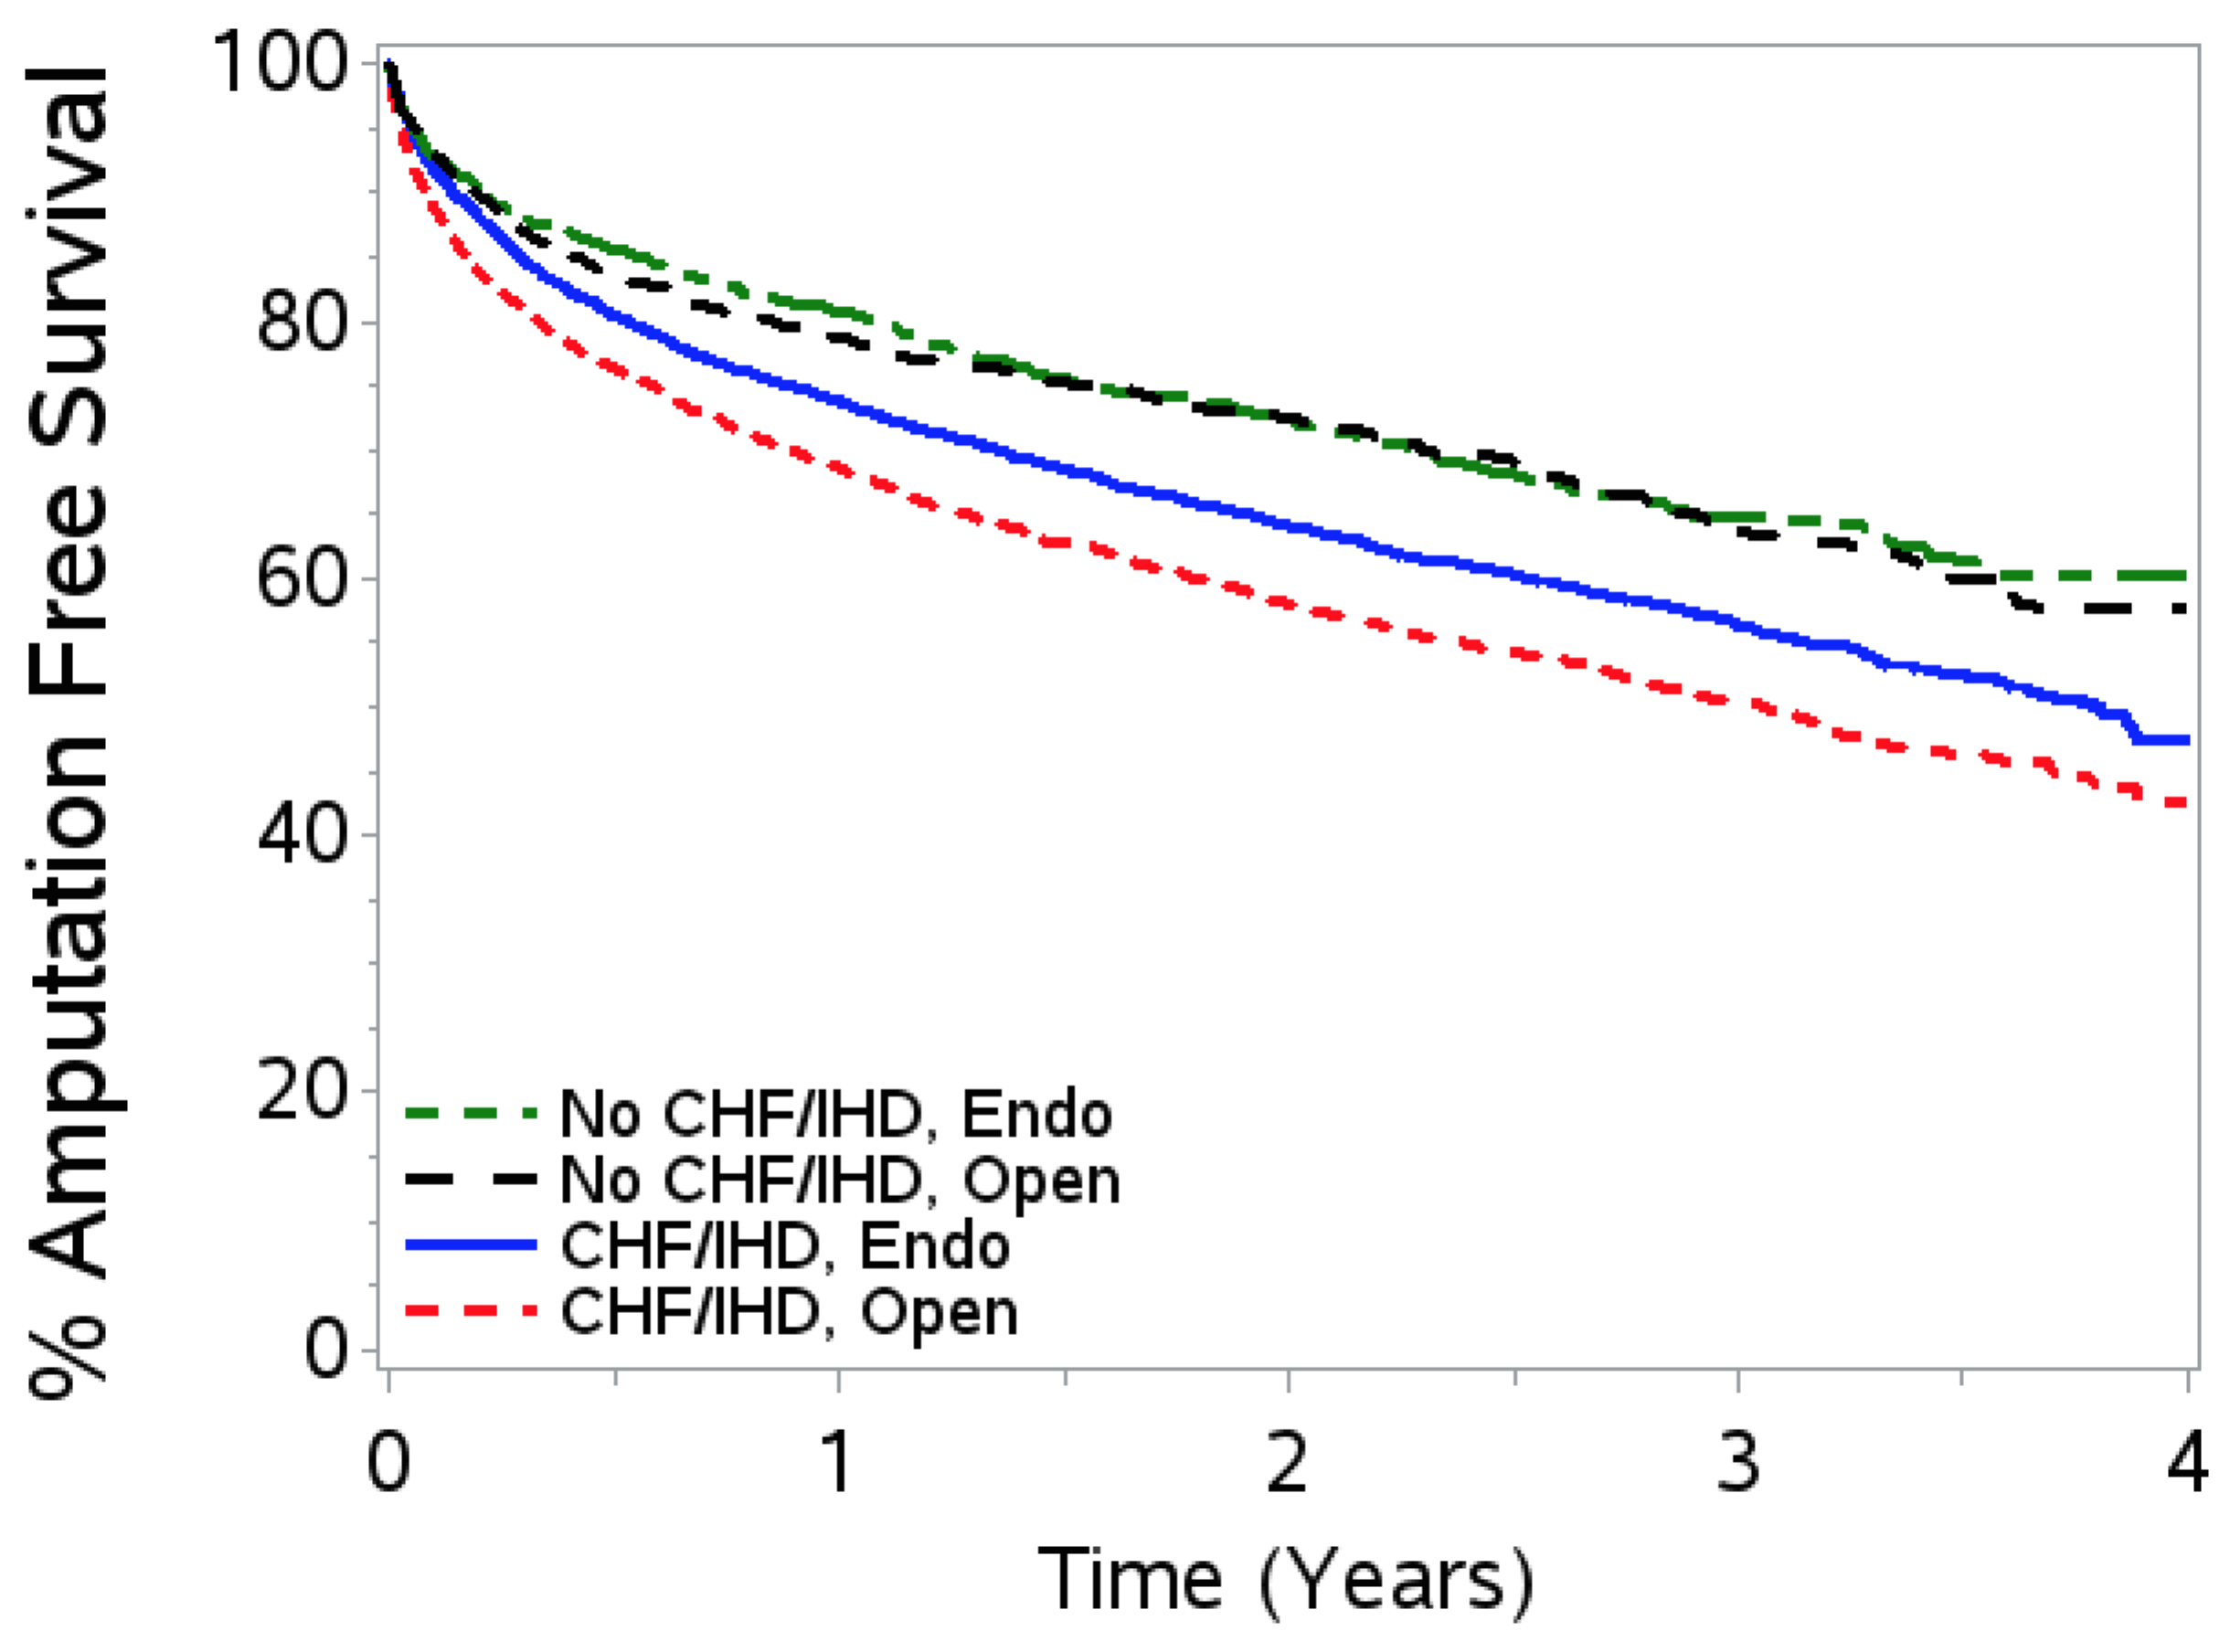 % Amputation Free Survival
100
80
60
40
20
0
No CHF/IHD, Endo
No CHF/IHD, Open
CHF/IHD, Endo
CHF/IHD, Open
0 1 2 3 4
Time (Years)